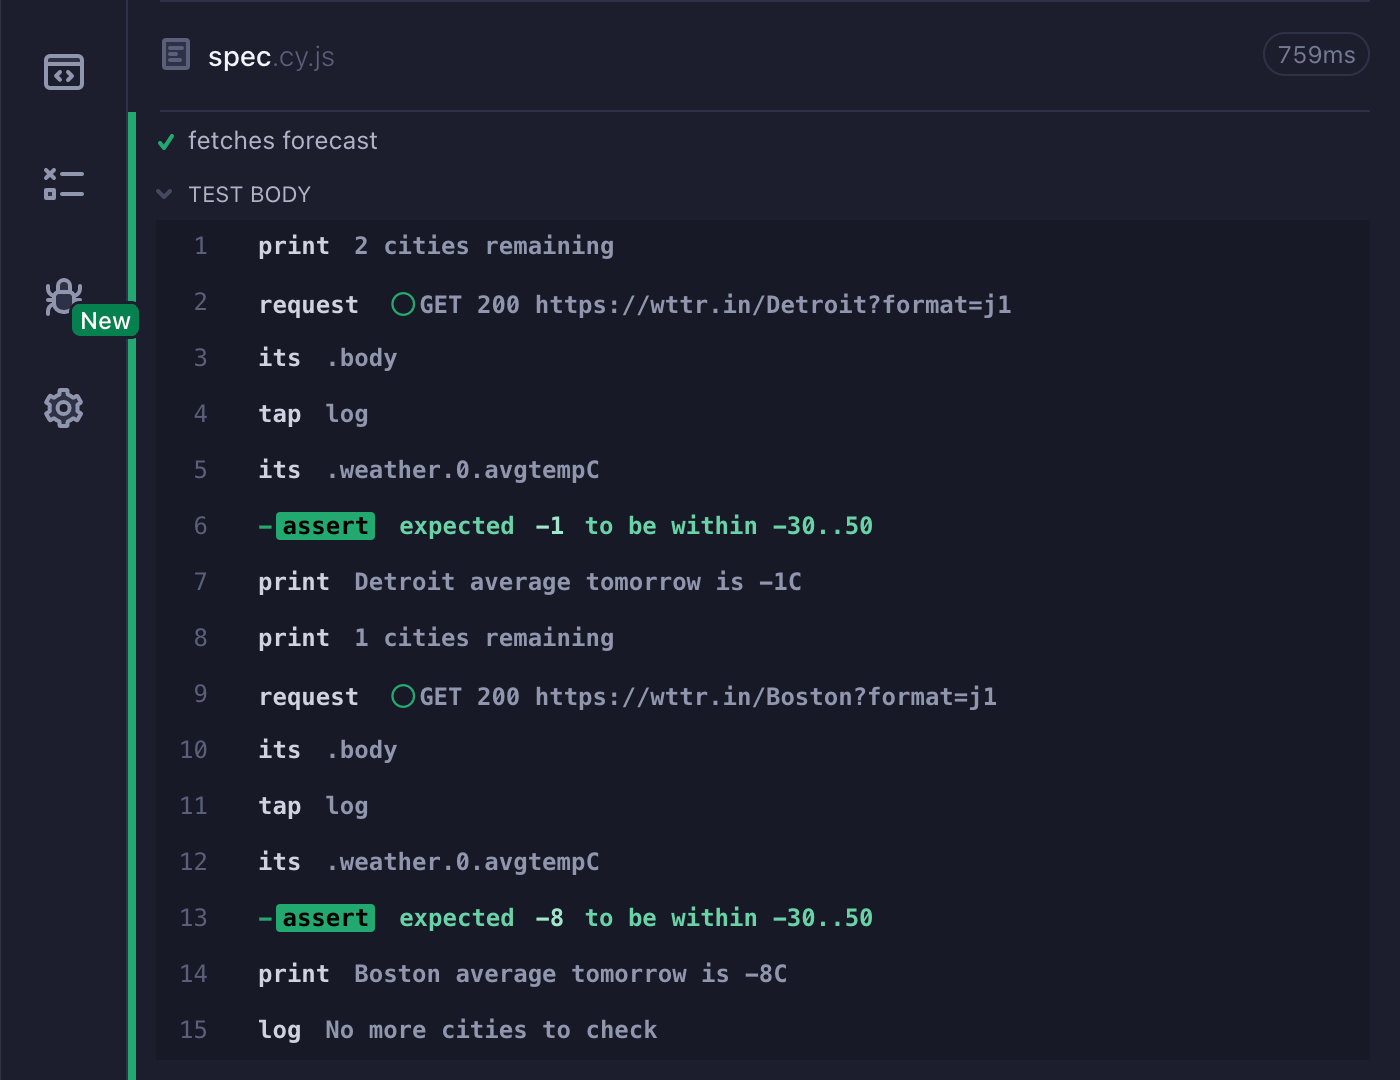 spec.cy.js
759ms
fetches forecast
TEST BODY
1 print 2 cities remaining
2 request GET 200 https://wttr.in/Detroit?format=j1
New
3 its .body
4 tap log
5 its .weather.0.avgtempC
6 -assert expected -1 to be within -30..50
7 print Detroit average tomorrow is -1C
8 print 1 cities remaining
9 request GET 200 https://wttr.in/Boston?format=j1
10 its .body
11 tap log
12 its .weather.0.avgtempC
13 -assert expected -8 to be within -30..50
14 print Boston average tomorrow is -8C
15 log No more cities to check